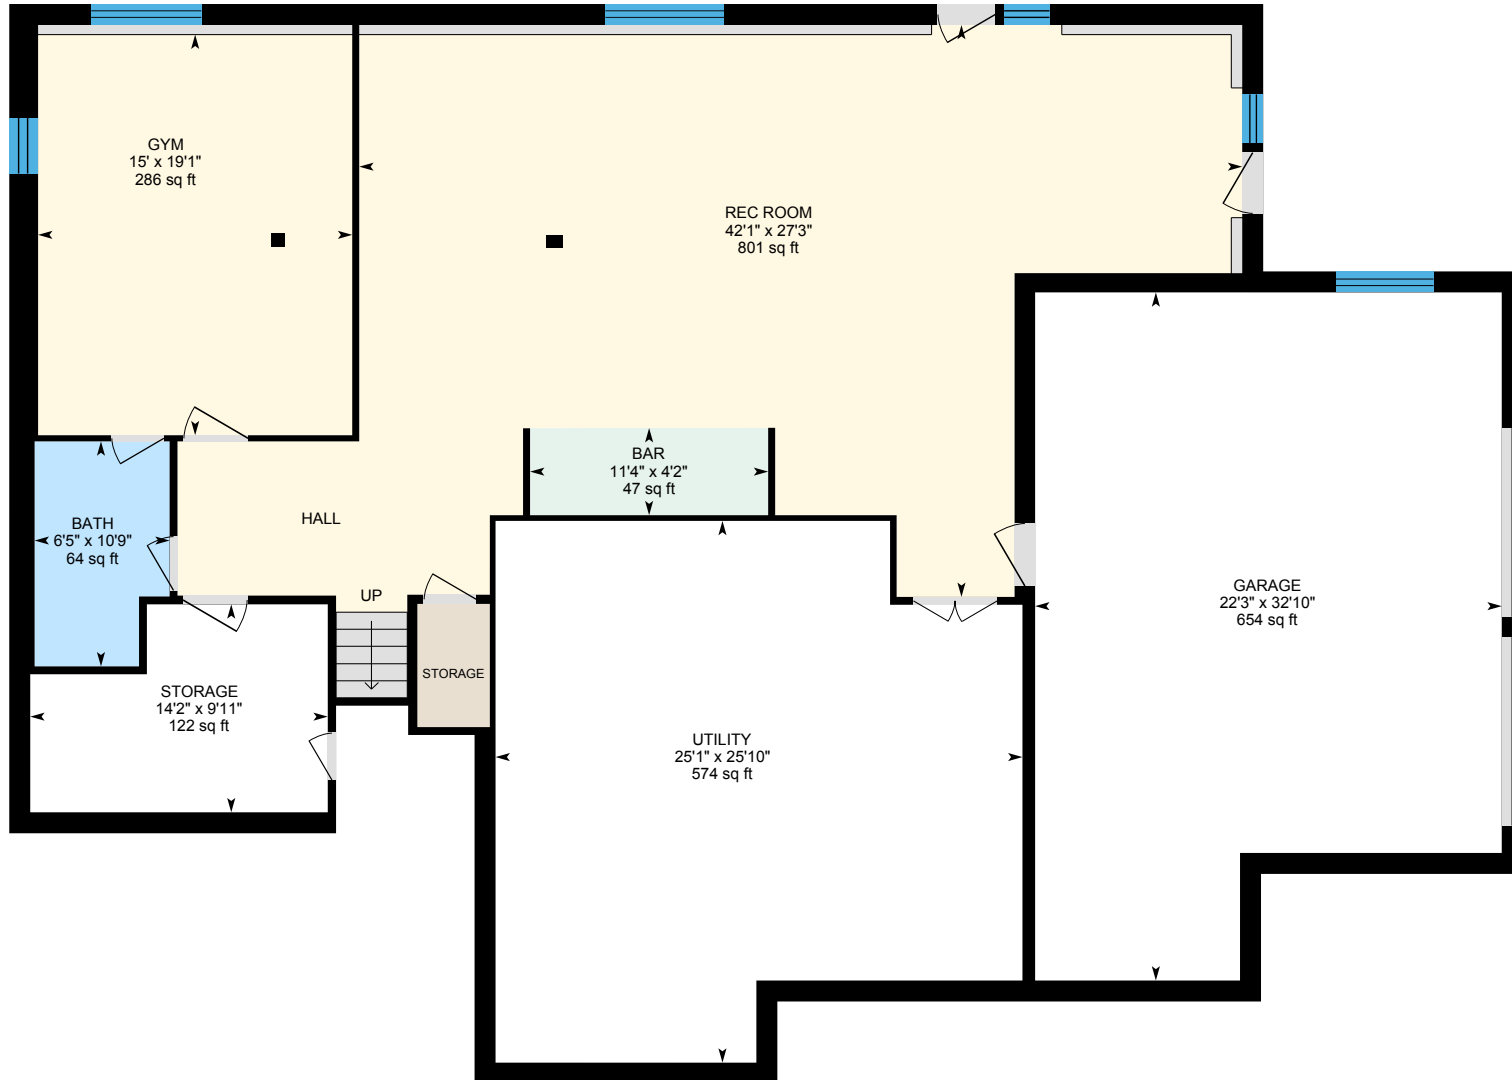 GYM
15' x 19'1"
286 sq ft
REC ROOM
42'1" x 27'3"
801 sq ft
BAR
11'4" x 4'2"
47 sq ft
HALL
BATH
6'5" x 10'9"
64 sq ft
UP
GARAGE
22'3" x 32'10"
654 sq ft
STORAGE
STORAGE
14'2" x 9'11"
122 sq ft
UTILITY
25'1" x 25'10"
574 sq ft